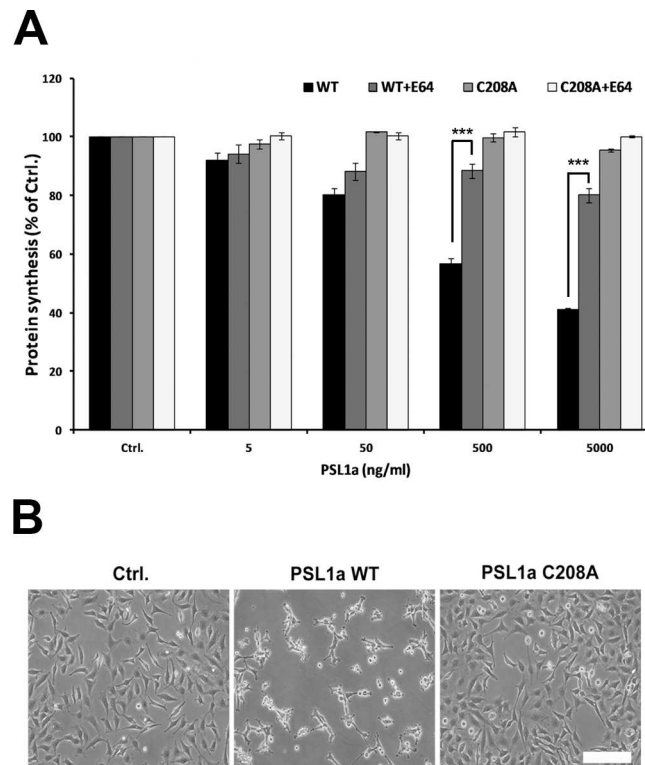 A
Protein synthesis (% of Ctrl.)
120
100
80
60
40
20
0
WT WT+E64 C208A C208A+E64
***
***
Ctrl. 5 50 500 5000
PSL1a (ng/ml)
B
Ctrl. PSL1a WT PSL1a C208A